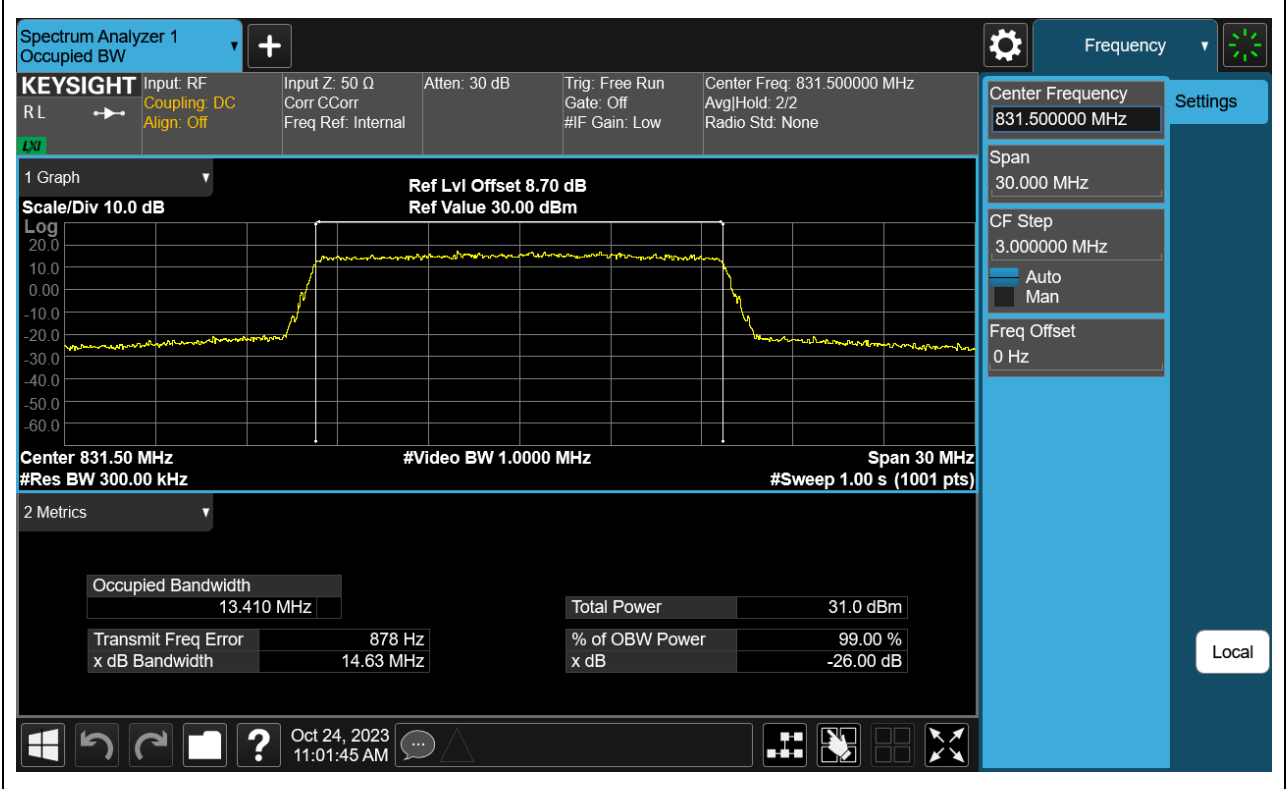 Spectrum Analyzer 1
Occupied BW
Frequency
KEYSIGHT
R L
LXI
Input: RF
Coupling: DC
Align: Off
Input Z: 50 Ω
Corr CCorr
Freq Ref: Internal
Atten: 30 dB
Trig: Free Run
Gate: Off
#IF Gain: Low
Center Freq: 831.500000 MHz
Avg|Hold: 2/2
Radio Std: None
Center Frequency
831.500000 MHz
Settings
Span
30.000 MHz
CF Step
3.000000 MHz
Auto
Man
Freq Offset
0 Hz
Local
1 Graph
Scale/Div 10.0 dB
Ref Lvl Offset 8.70 dB
Ref Value 30.00 dBm
Log
20.0
10.0
0.00
-10.0
-20.0
-30.0
-40.0
-50.0
-60.0
Center 831.50 MHz
#Video BW 1.0000 MHz
Span 30 MHz
#Res BW 300.00 kHz
#Sweep 1.00 s (1001 pts)
2 Metrics
Occupied Bandwidth
13.410 MHz
Total Power 31.0 dBm
Transmit Freq Error 878 Hz
% of OBW Power 99.00 %
x dB Bandwidth 14.63 MHz
x dB -26.00 dB
?
Oct 24, 2023
11:01:45 AM